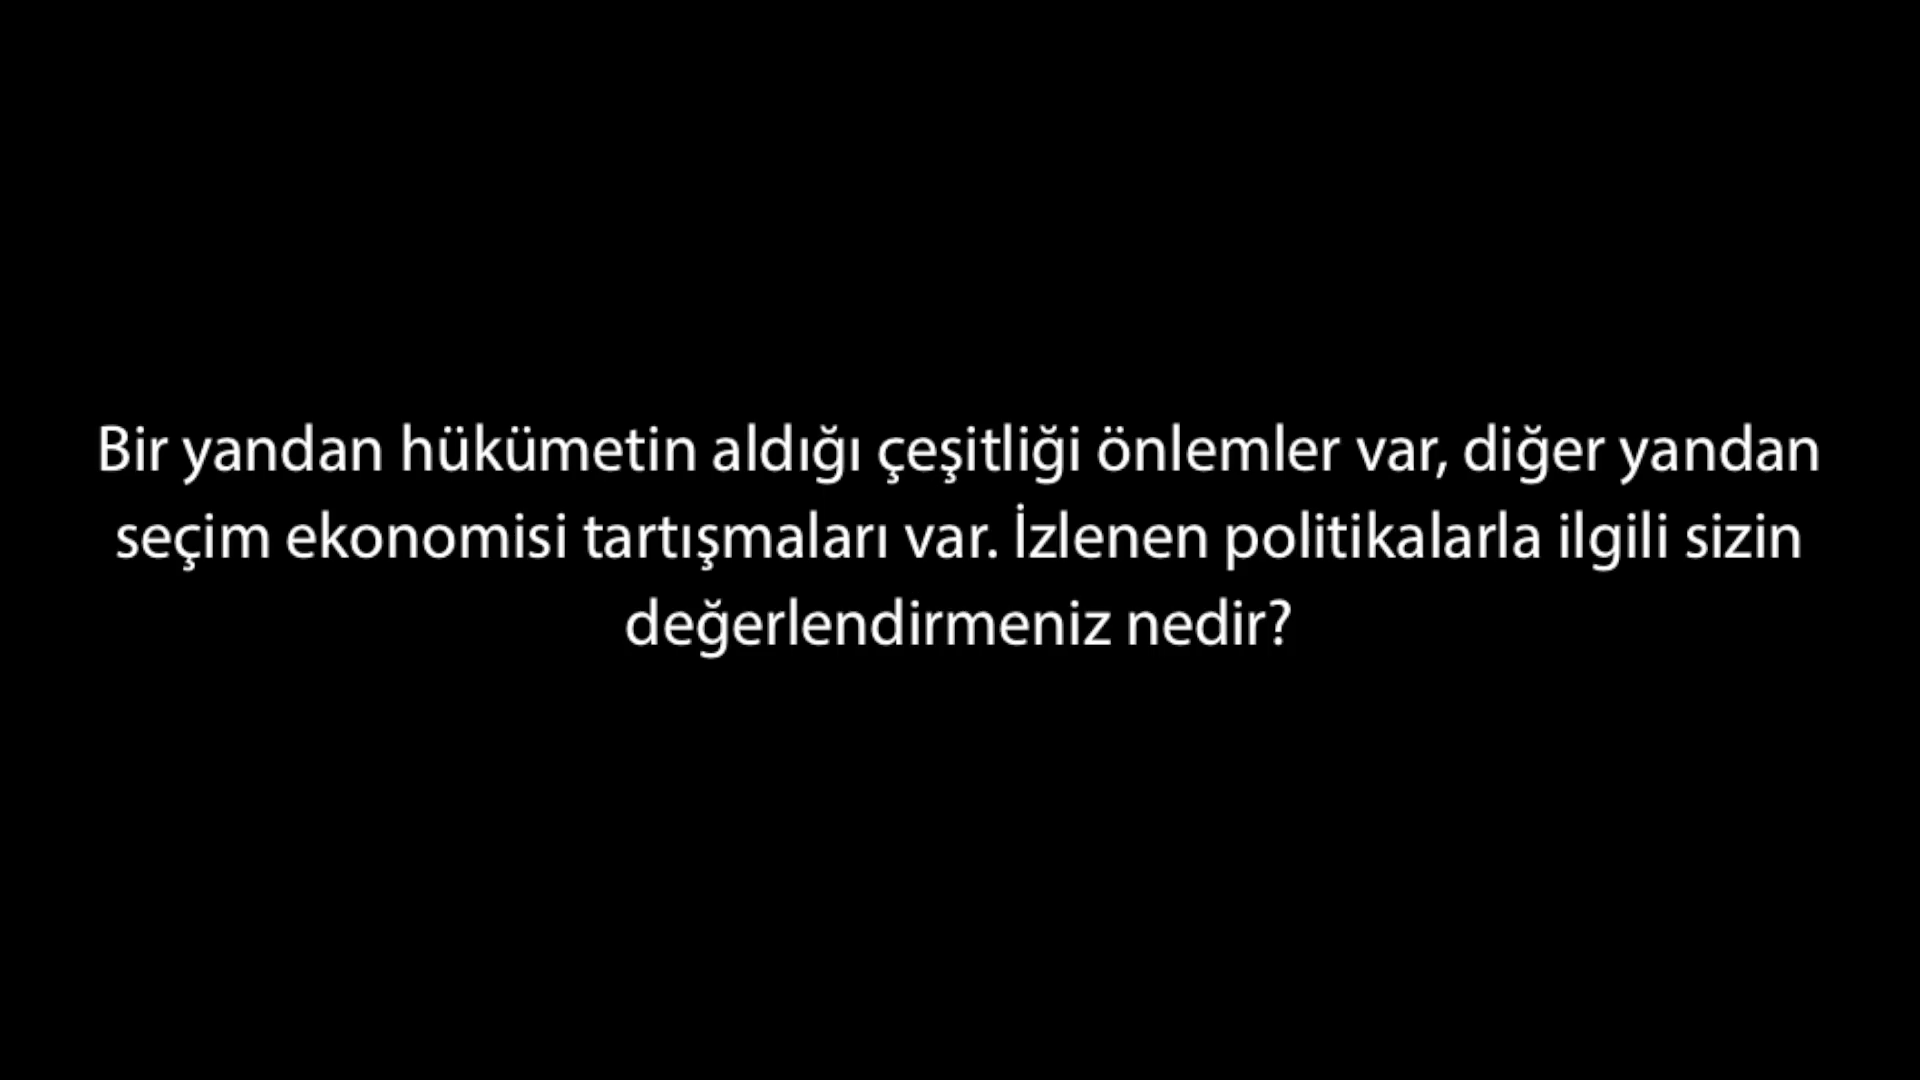 Bir yandan hükümetin aldığı çeşitliği önlemler var, diğer yandan
seçim ekonomisi tartışmaları var. İzlenen politikalarla ilgili sizin
değerlendirmeniz nedir?